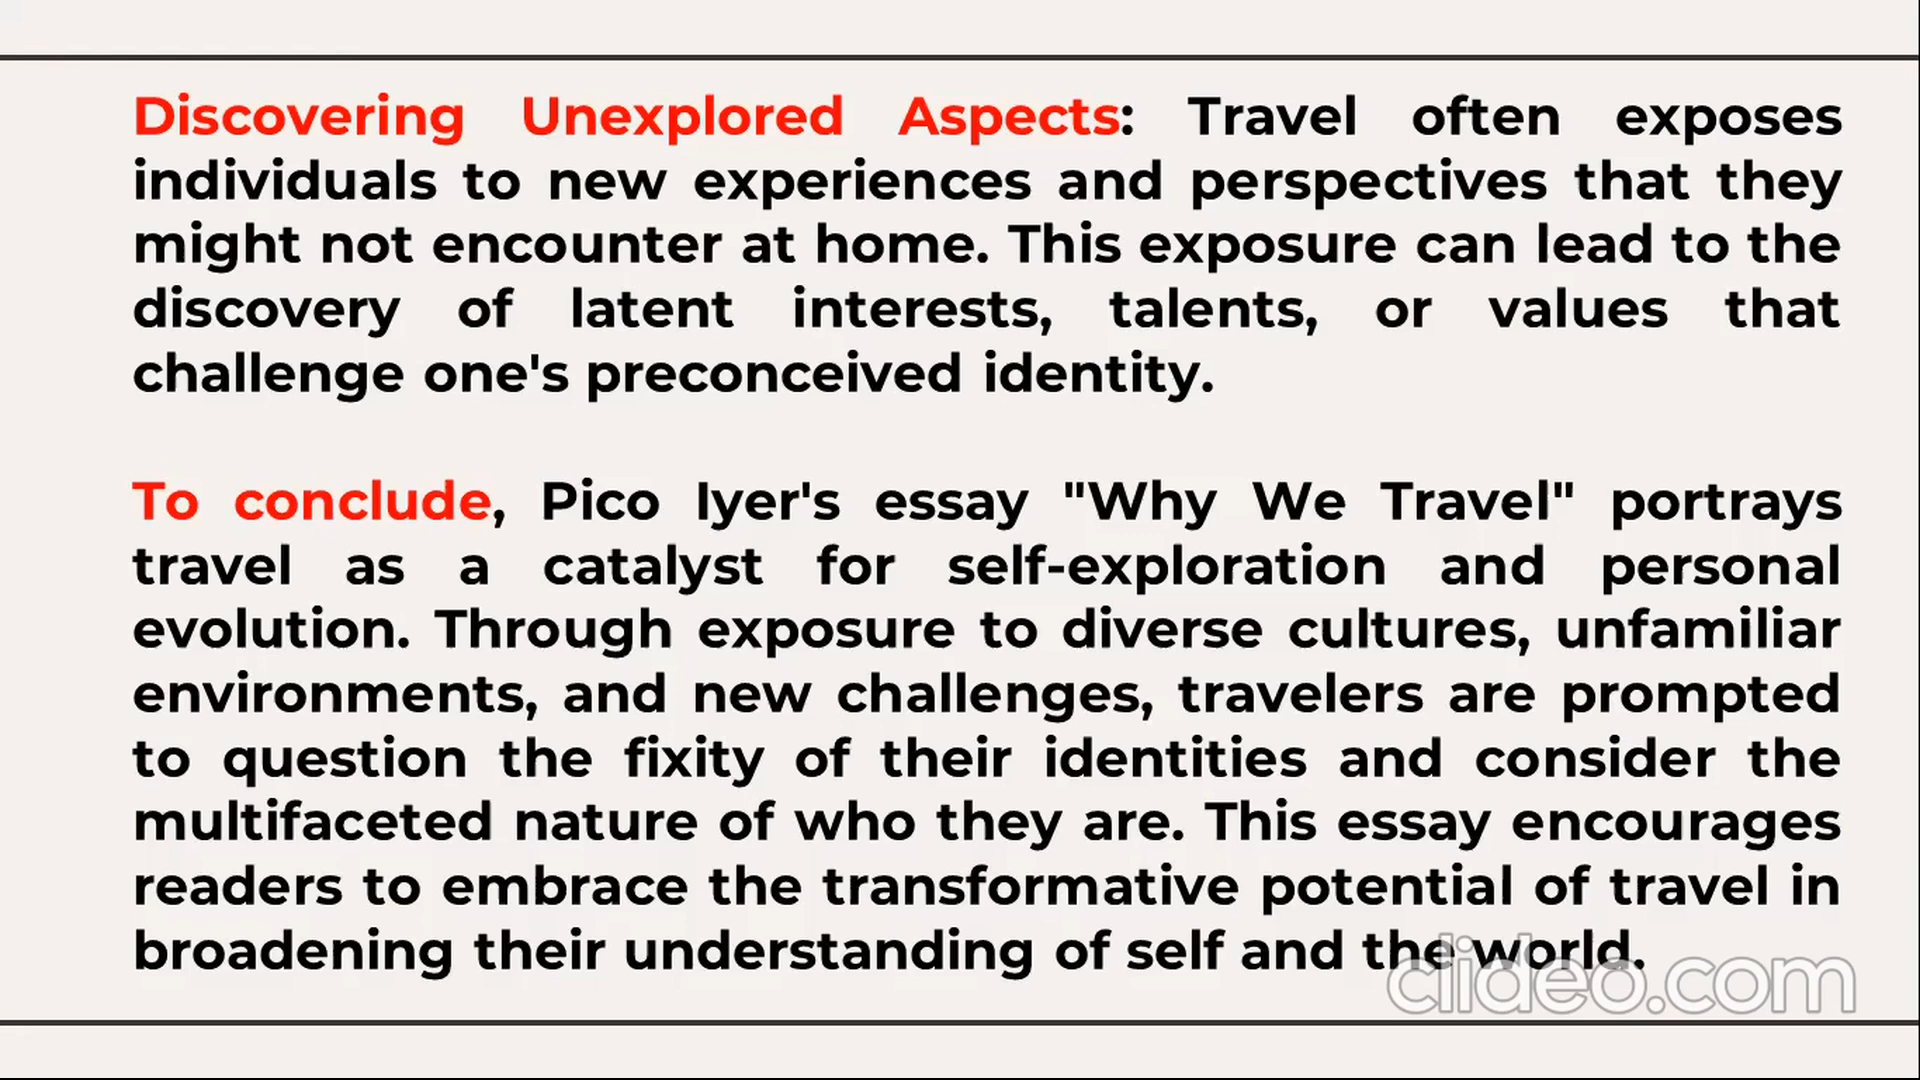 Discovering Unexplored Aspects: Travel often exposes
individuals to new experiences and perspectives that they
might not encounter at home. This exposure can lead to the
discovery of latent interests, talents, or values that
challenge one's preconceived identity.
To conclude, Pico Iyer's essay "Why We Travel" portrays
travel as a catalyst for self-exploration and personal
evolution. Through exposure to diverse cultures, unfamiliar
environments, and new challenges, travelers are prompted
to question the fixity of their identities and consider the
multifaceted nature of who they are. This essay encourages
readers to embrace the transformative potential of travel in
broadening their understanding of self and the world.
clideo.com